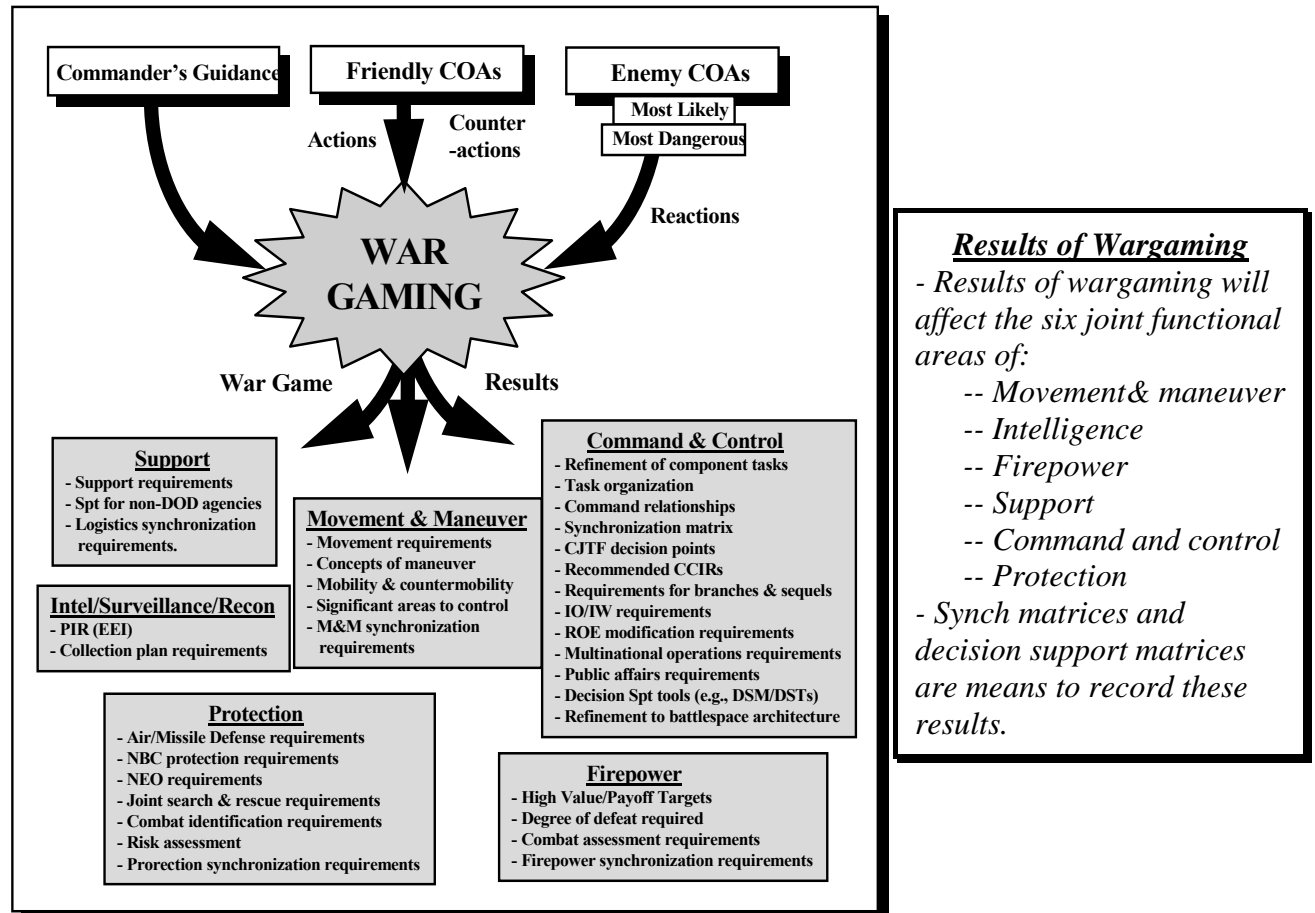 Commander's Guidance
Friendly COAs
Enemy COAs
Most Likely
Most Dangerous
Actions
Counter
-actions
Reactions
WAR
GAMING
War Game
Results
Support
- Support requirements
- Spt for non-DOD agencies
- Logistics synchronization
requirements.
Intel/Surveillance/Recon
- PIR (EEI)
- Collection plan requirements
Movement & Maneuver
- Movement requirements
- Concepts of maneuver
- Mobility & countermobility
- Significant areas to control
- M&M synchronization
requirements
Command & Control
- Refinement of component tasks
- Task organization
- Command relationships
- Synchronization matrix
- CJTF decision points
- Recommended CCIRs
- Requirements for branches & sequels
- IO/IW requirements
- ROE modification requirements
- Multinational operations requirements
- Public affairs requirements
- Decision Spt tools (e.g., DSM/DSTs)
- Refinement to battlespace architecture
Protection
- Air/Missile Defense requirements
- NBC protection requirements
- NEO requirements
- Joint search & rescue requirements
- Combat identification requirements
- Risk assessment
- Prorection synchronization requirements
Firepower
- High Value/Payoff Targets
- Degree of defeat required
- Combat assessment requirements
- Firepower synchronization requirements
Results of Wargaming
- Results of wargaming will
affect the six joint functional
areas of:
-- Movement& maneuver
-- Intelligence
-- Firepower
-- Support
-- Command and control
-- Protection
- Synch matrices and
decision support matrices
are means to record these
results.